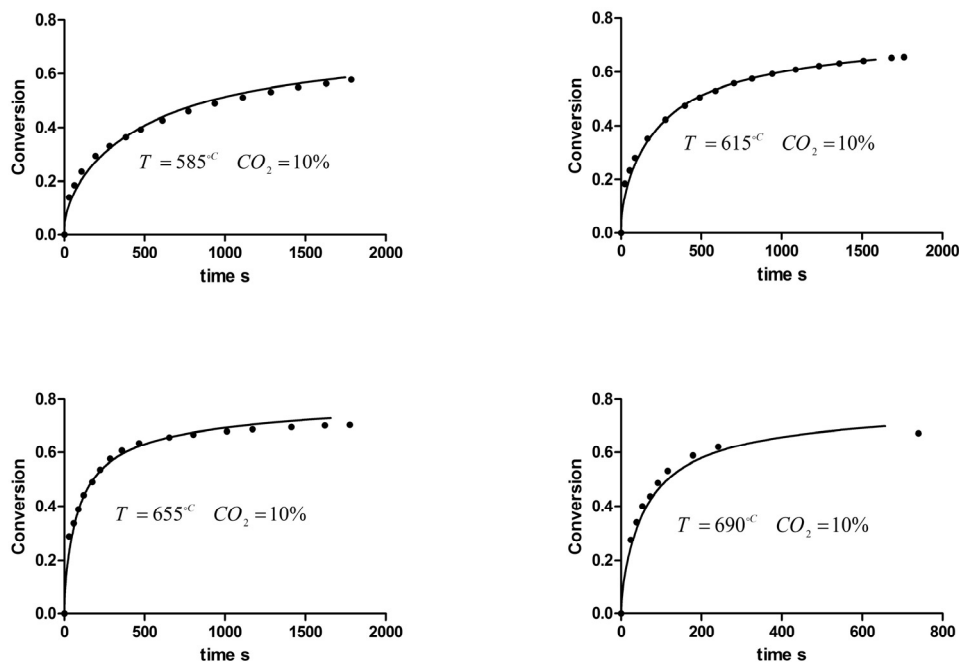 0.8
0.6
0.4
0.2
0.0
Conversion
T = 585°C CO₂ = 10%
0 500 1000 1500 2000
time s
0.8
0.6
0.4
0.2
0.0
Conversion
T = 615°C CO₂ = 10%
0 500 1000 1500 2000
time s
0.8
0.6
0.4
0.2
0.0
Conversion
T = 655°C CO₂ = 10%
0 500 1000 1500 2000
time s
0.8
0.6
0.4
0.2
0.0
Conversion
T = 690°C CO₂ = 10%
0 200 400 600 800
time s